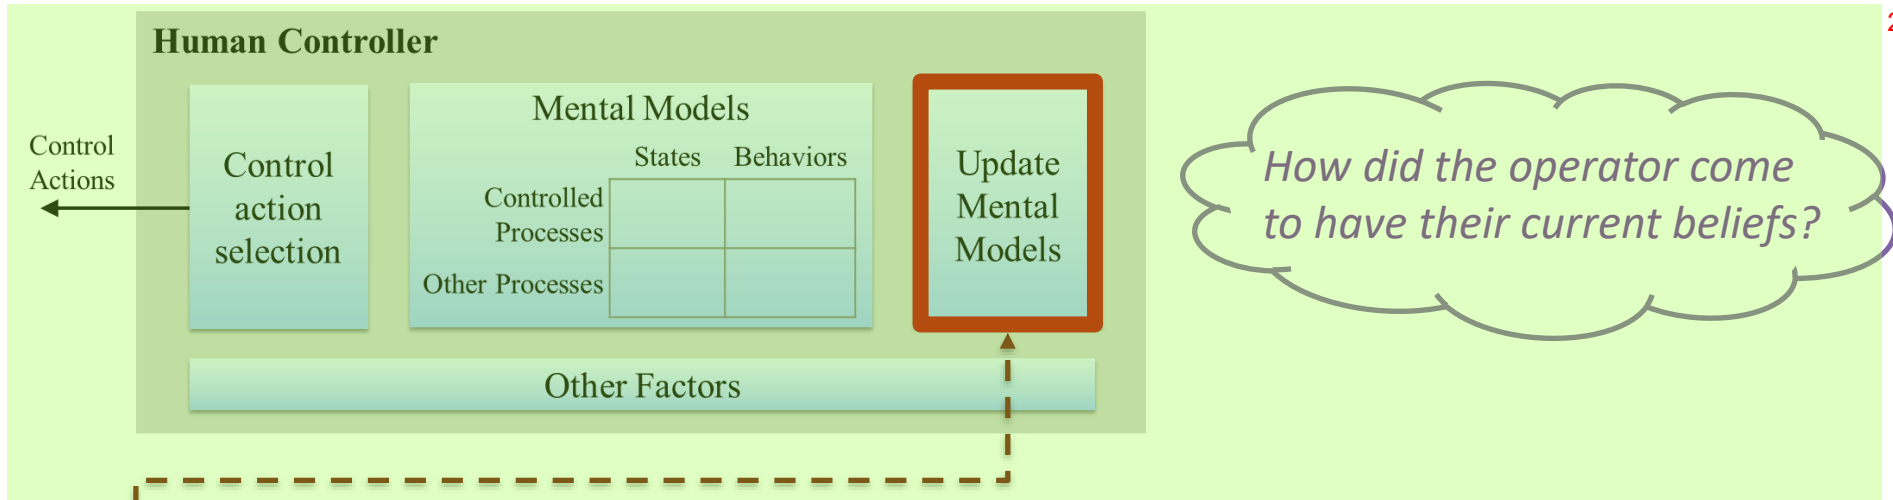 2
Human Controller
Control
Actions
Control
action
selection
Mental Models
States Behaviors
Controlled
Processes
Other Processes
Update
Mental
Models
Other Factors
How did the operator come
to have their current beliefs?